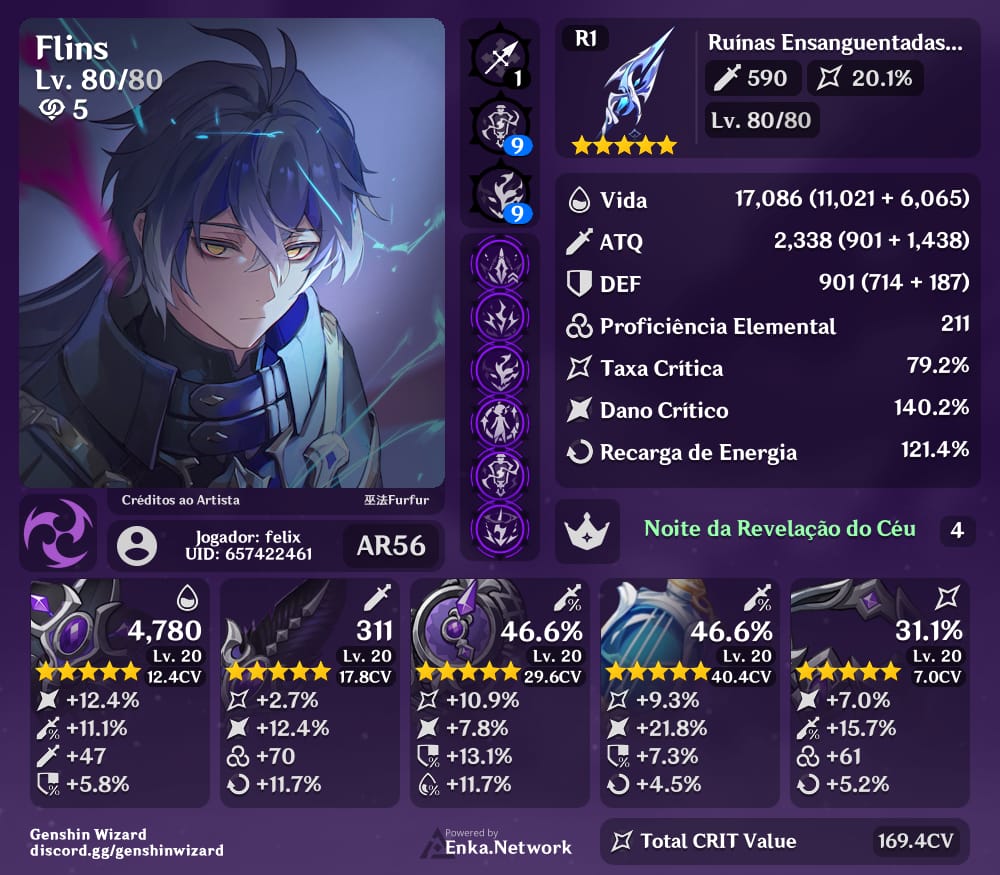 Flins
Lv. 80/80
5
1
9
9
R1
Ruínas Ensanguentadas...
590
20.1%
Lv. 80/80
Vida 17,086 (11,021 + 6,065)
ATQ 2,338 (901 + 1,438)
DEF 901 (714 + 187)
Proficiência Elemental 211
Taxa Crítica 79.2%
Dano Crítico 140.2%
Recarga de Energia 121.4%
Créditos ao Artista 巫法Furfur
Jogador: felix
UID: 657422461
AR56
Noite da Revelação do Céu 4
4,780
Lv. 20
12.4CV
+12.4%
+11.1%
+47
+5.8%
311
Lv. 20
17.8CV
+2.7%
+12.4%
+70
+11.7%
46.6%
Lv. 20
29.6CV
+10.9%
+7.8%
+13.1%
+11.7%
46.6%
Lv. 20
40.4CV
+9.3%
+21.8%
+7.3%
+4.5%
31.1%
Lv. 20
7.0CV
+7.0%
+15.7%
+61
+5.2%
Genshin Wizard
discord.gg/genshinwizard
Powered by
Enka.Network
Total CRIT Value 169.4CV